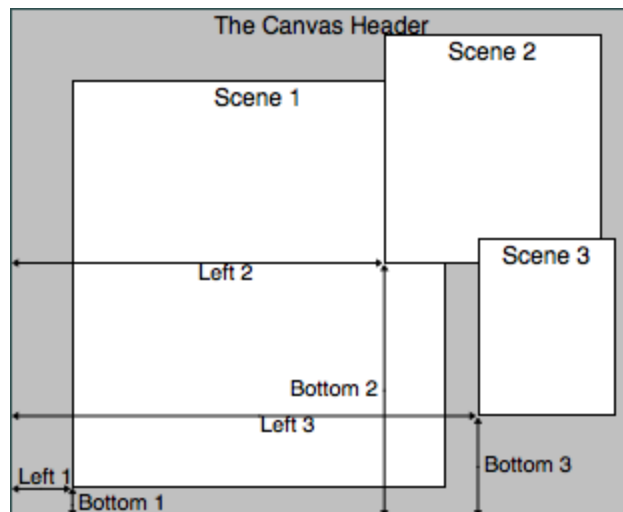 The Canvas Header
Scene 2
Scene 1
Scene 3
Left 2
Bottom 2
Left 3
Bottom 3
Left 1
Bottom 1